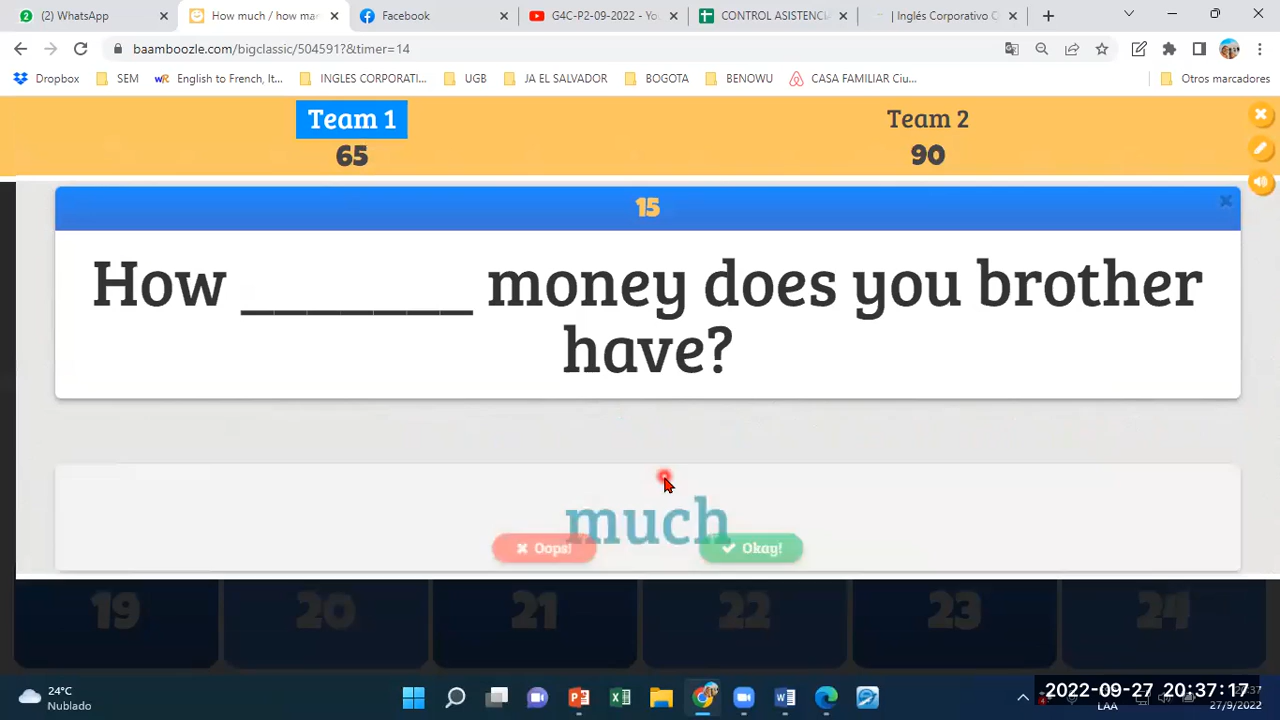 (2) WhatsApp
How much / how ma
Facebook
G4C-P2-09-2022 - Yo
CONTROL ASISTENCI
| Inglés Corporativo C
baamboozle.com/bigclassic/504591?&timer=14
Dropbox
SEM
English to French, It...
INGLES CORPORATI...
UGB
JA EL SALVADOR
BOGOTA
BENOWU
CASA FAMILIAR Ciu...
Otros marcadores
Team 1
Team 2
65
90
15
How _______ money does you brother
have?
much
Oops!
Okay!
19
20
21
22
23
24
24°C
Nublado
2022-09-27 20:37:17
LAA
27/9/2022